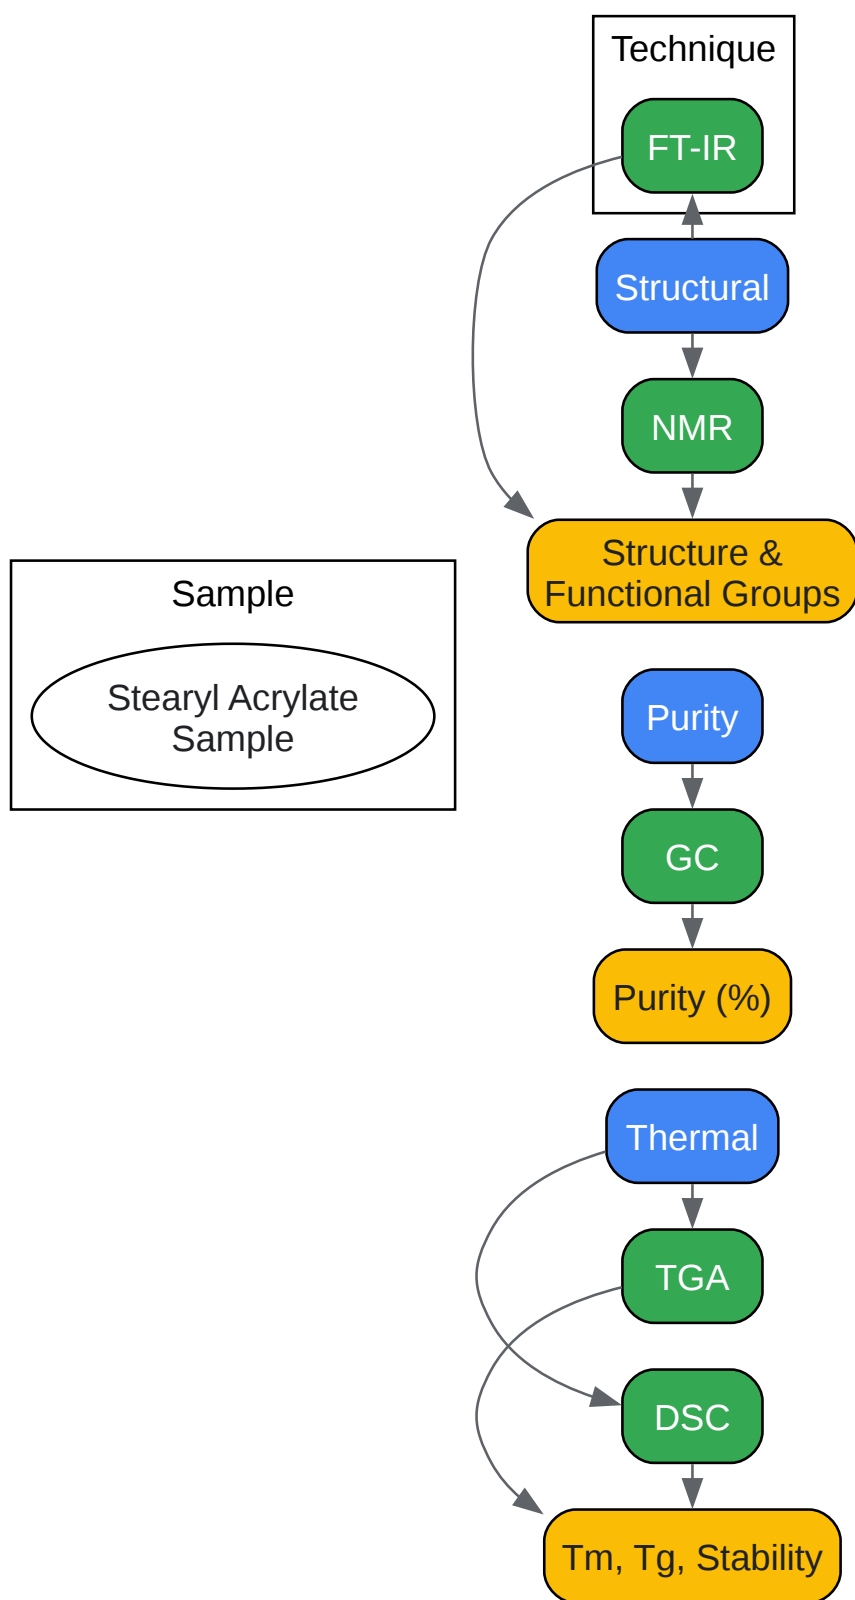 Technique
FT-IR
Structural
NMR
Structure &
Functional Groups
Sample
Stearyl Acrylate
Sample
Purity
GC
Purity (%)
Thermal
TGA
DSC
Tm, Tg, Stability